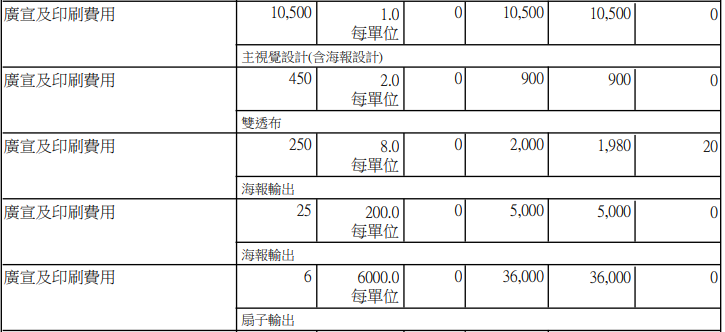 廣宣及印刷費用 10,500 1.0 0 10,500 10,500 0
每單位
主視覺設計(含海報設計)
廣宣及印刷費用 450 2.0 0 900 900 0
每單位
雙透布
廣宣及印刷費用 250 8.0 0 2,000 1,980 20
每單位
海報輸出
廣宣及印刷費用 25 200.0 0 5,000 5,000 0
每單位
海報輸出
廣宣及印刷費用 6 6000.0 0 36,000 36,000 0
每單位
扇子輸出